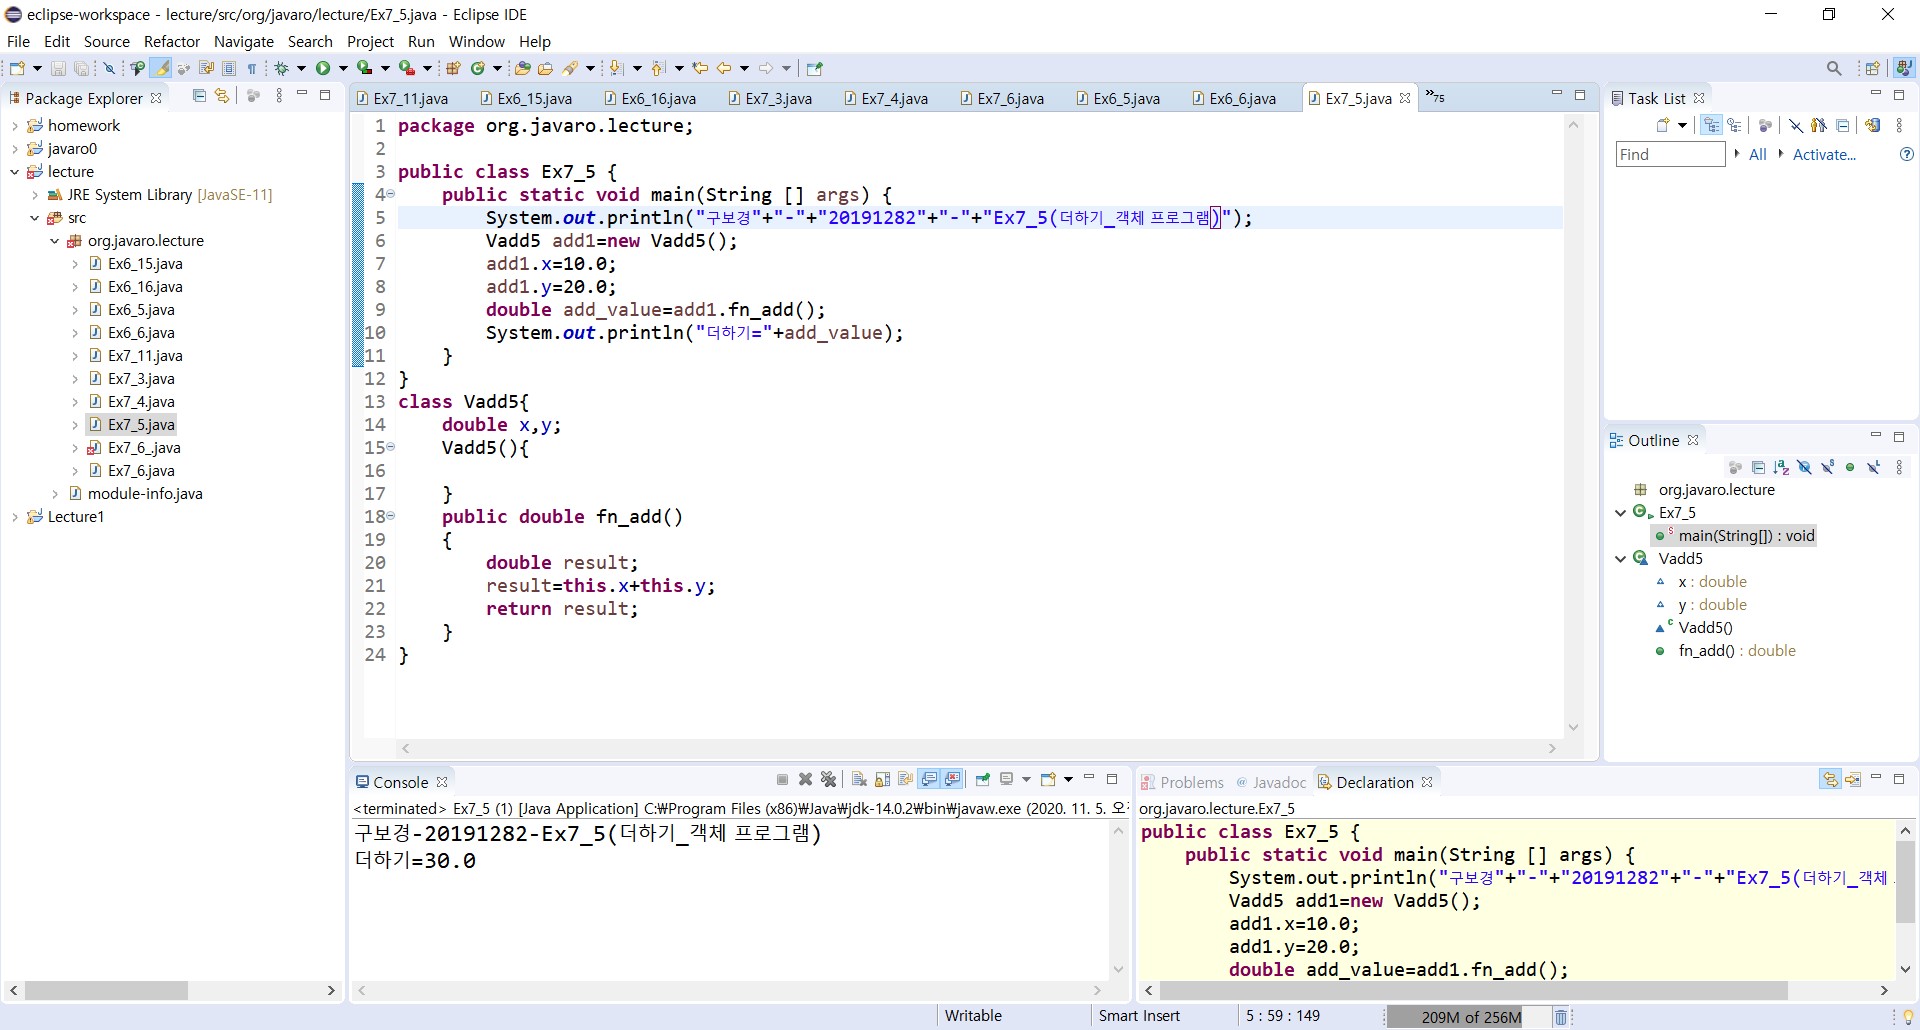 eclipse-workspace - lecture/src/org/javaro/lecture/Ex7_5.java - Eclipse IDE
File Edit Source Refactor Navigate Search Project Run Window Help
Package Explorer
homework
javaro0
lecture
JRE System Library [JavaSE-11]
src
org.javaro.lecture
Ex6_15.java
Ex6_16.java
Ex6_5.java
Ex6_6.java
Ex7_11.java
Ex7_3.java
Ex7_4.java
Ex7_5.java
Ex7_6_.java
Ex7_6.java
module-info.java
Lecture1
Ex7_11.java Ex6_15.java Ex6_16.java Ex7_3.java Ex7_4.java Ex7_6.java Ex6_5.java Ex6_6.java Ex7_5.java »75
1 package org.javaro.lecture;
2
3 public class Ex7_5 {
4 public static void main(String [] args) {
5 System.out.println("구보경"+"-"+"20191282"+"-"+"Ex7_5(더하기_객체 프로그램)");
6 Vadd5 add1=new Vadd5();
7 add1.x=10.0;
8 add1.y=20.0;
9 double add_value=add1.fn_add();
10 System.out.println("더하기="+add_value);
11 }
12 }
13 class Vadd5{
14 double x,y;
15 Vadd5(){
16
17 }
18 public double fn_add()
19 {
20 double result;
21 result=this.x+this.y;
22 return result;
23 }
24 }
Task List
Find All Activate...
Outline
org.javaro.lecture
Ex7_5
main(String[]) : void
Vadd5
x : double
y : double
Vadd5()
fn_add() : double
Console
<terminated> Ex7_5 (1) [Java Application] C:₩Program Files (x86)₩Java₩jdk-14.0.2₩bin₩javaw.exe (2020. 11. 5. 오
구보경-20191282-Ex7_5(더하기_객체 프로그램)
더하기=30.0
Problems Javadoc Declaration
org.javaro.lecture.Ex7_5
public class Ex7_5 {
public static void main(String [] args) {
System.out.println("구보경"+"-"+"20191282"+"-"+"Ex7_5(더하기_객체
Vadd5 add1=new Vadd5();
add1.x=10.0;
add1.y=20.0;
double add_value=add1.fn_add();
Writable Smart Insert 5 : 59 : 149 209M of 256M